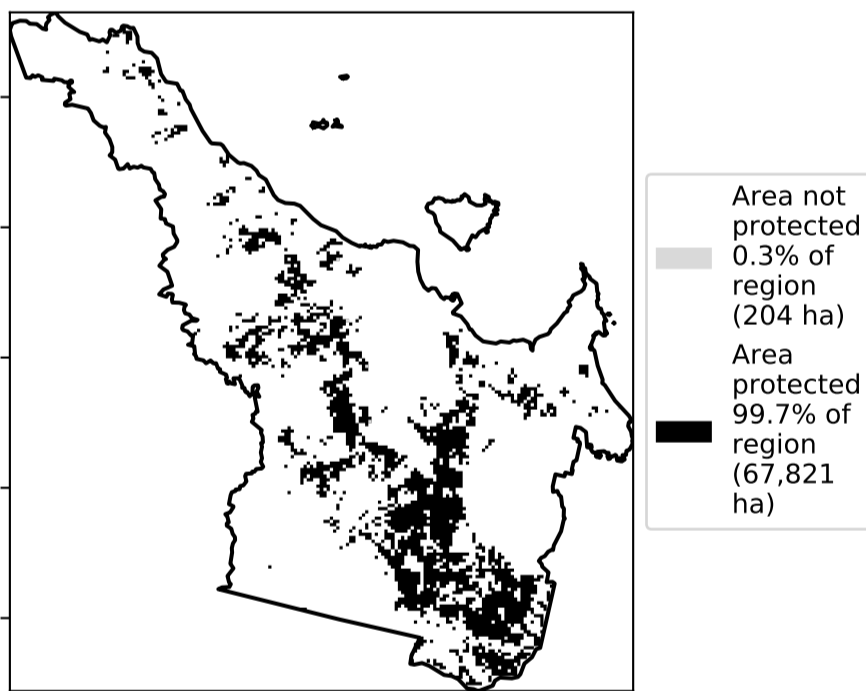 Area not
protected
0.3% of
region
(204 ha)
Area
protected
99.7% of
region
(67,821
ha)